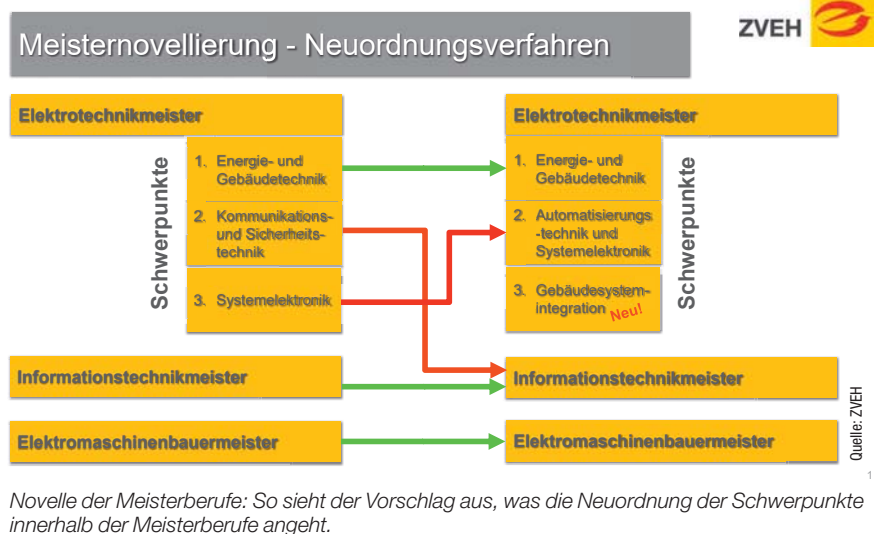 Meisternovellierung - Neuordnungsverfahren
ZVEH
Elektrotechnikmeister
Schwerpunkte
1. Energie- und
Gebäudetechnik
2. Kommunikations-
und Sicherheits-
technik
3. Systemelektronik
Informationstechnikmeister
Elektromaschinenbauermeister
Elektrotechnikmeister
1. Energie- und
Gebäudetechnik
2. Automatisierungs
-technik und
Systemelektronik
3. Gebäudesystem-
integration Neu!
Schwerpunkte
Informationstechnikmeister
Elektromaschinenbauermeister
Quelle: ZVEH
1
Novelle der Meisterberufe: So sieht der Vorschlag aus, was die Neuordnung der Schwerpunkte
innerhalb der Meisterberufe angeht.